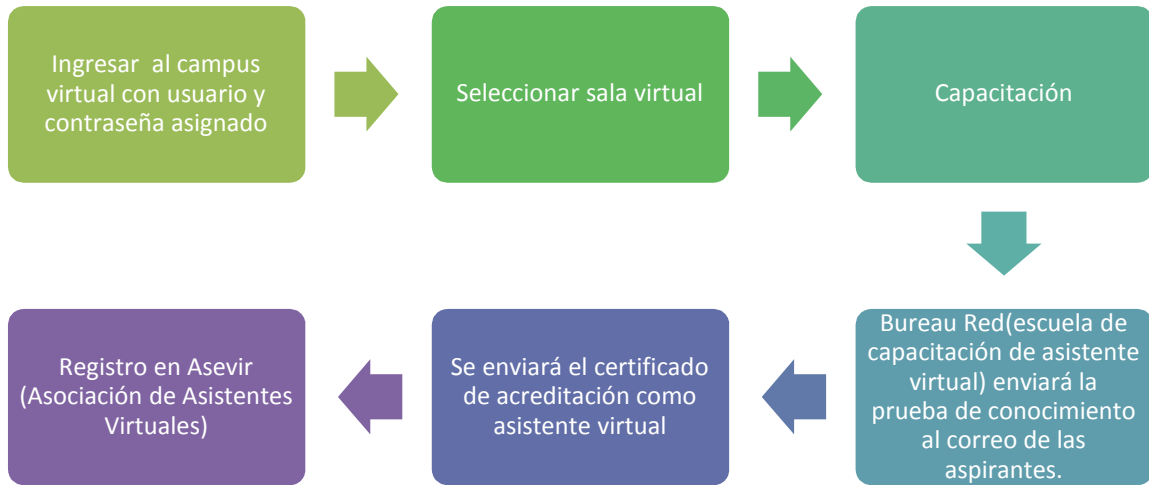 Ingresar al campus
virtual con usuario y
contraseña asignado
Seleccionar sala virtual
Capacitación
Bureau Red(escuela de
capacitación de asistente
virtual) enviará la
prueba de conocimiento
al correo de las
aspirantes.
Se enviará el certificado
de acreditación como
asistente virtual
Registro en Asevir
(Asociación de Asistentes
Virtuales)